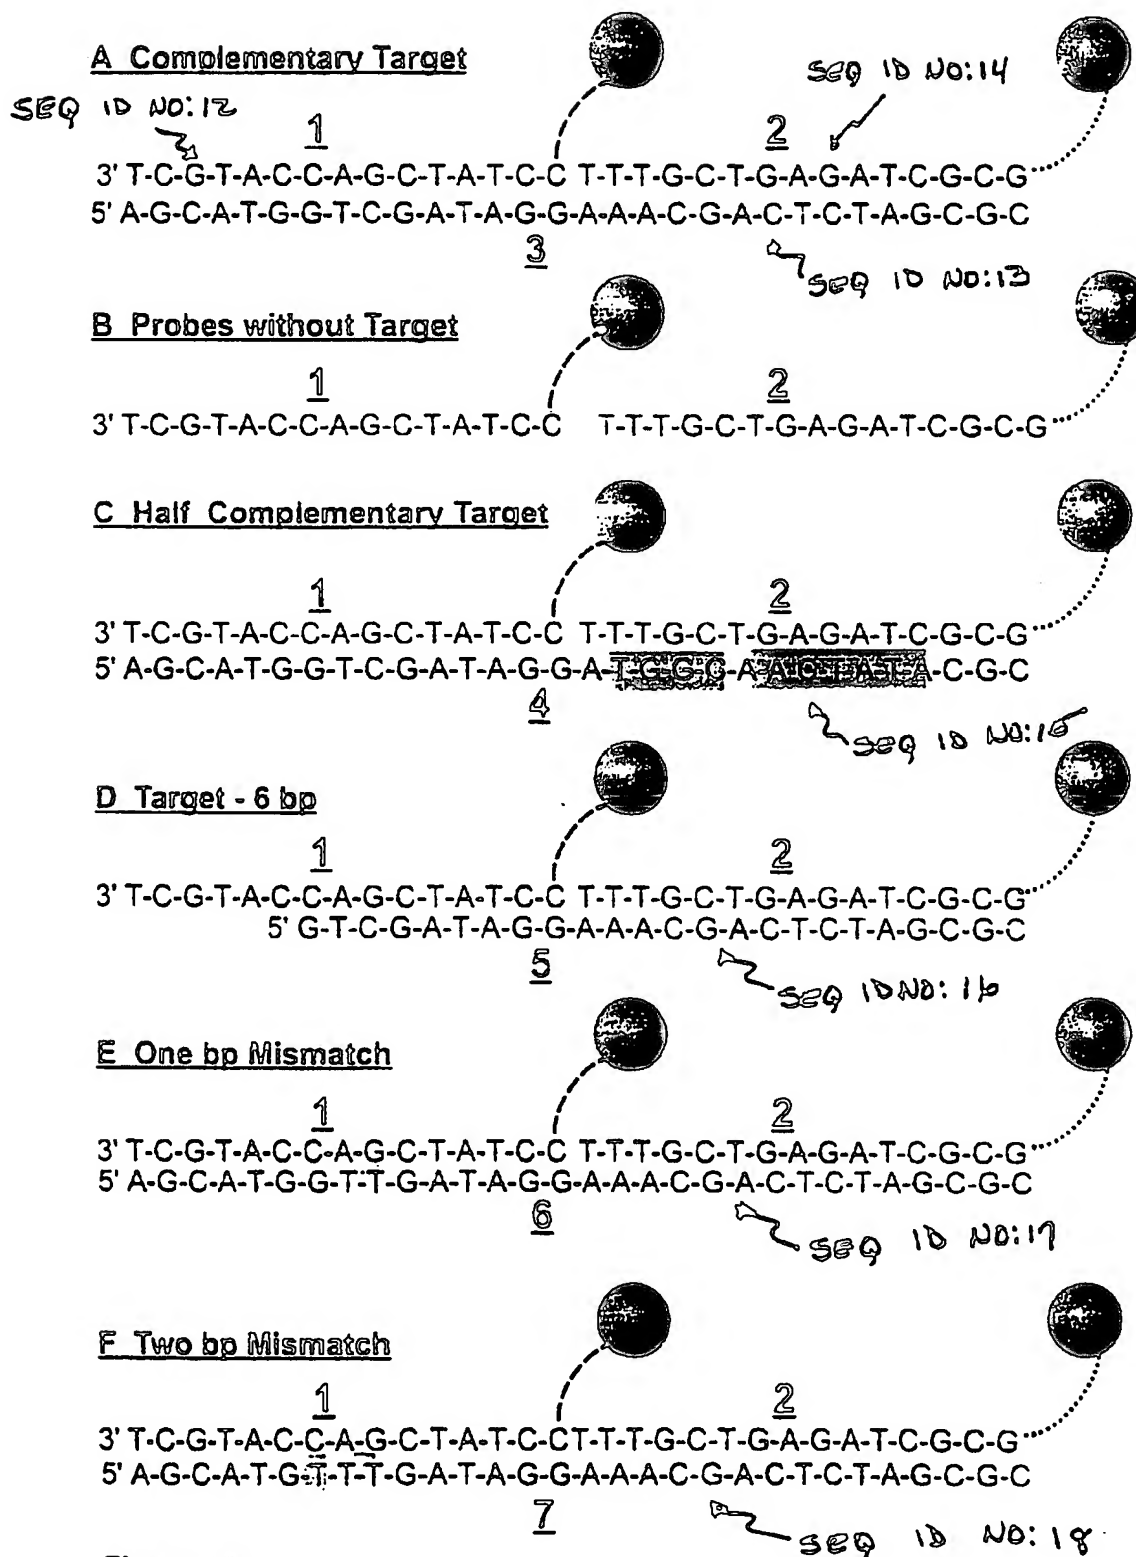 A Complementary Target
SEQ ID NO:14
SEQ ID NO:12
1 2
3' T-C-G-T-A-C-C-A-G-C-T-A-T-C-C T-T-T-G-C-T-G-A-G-A-T-C-G-C-G
5' A-G-C-A-T-G-G-T-C-G-A-T-A-G-G-A-A-A-C-G-A-C-T-C-T-A-G-C-G-C
3
SEQ ID NO:13
B Probes without Target
1 2
3' T-C-G-T-A-C-C-A-G-C-T-A-T-C-C T-T-T-G-C-T-G-A-G-A-T-C-G-C-G
C Half Complementary Target
1 2
3' T-C-G-T-A-C-C-A-G-C-T-A-T-C-C T-T-T-G-C-T-G-A-G-A-T-C-G-C-G
5' A-G-C-A-T-G-G-T-C-G-A-T-A-G-G-A-T-G-G-C-A-A-C-T-A-T-A-C-G-C
4
SEQ ID NO:15
D Target - 6 bp
1 2
3' T-C-G-T-A-C-C-A-G-C-T-A-T-C-C T-T-T-G-C-T-G-A-G-A-T-C-G-C-G
5' G-T-C-G-A-T-A-G-G-A-A-A-C-G-A-C-T-C-T-A-G-C-G-C
5
SEQ ID NO:16
E One bp Mismatch
1 2
3' T-C-G-T-A-C-C-A-G-C-T-A-T-C-C T-T-T-G-C-T-G-A-G-A-T-C-G-C-G
5' A-G-C-A-T-G-G-T-T-G-A-T-A-G-G-A-A-A-C-G-A-C-T-C-T-A-G-C-G-C
6
SEQ ID NO:17
F Two bp Mismatch
1 2
3' T-C-G-T-A-C-C-A-G-C-T-A-T-C-C-T-T-T-G-C-T-G-A-G-A-T-C-G-C-G
5' A-G-C-A-T-G-T-T-T-G-A-T-A-G-G-A-A-A-C-G-A-C-T-C-T-A-G-C-G-C
7
SEQ ID NO:18